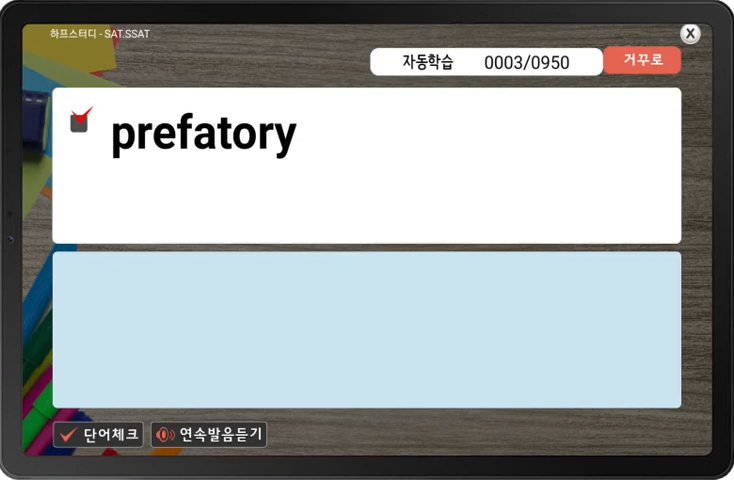 하프스터디 - SAT.SSAT
X
자동학습 0003/0950 거꾸로
prefatory
단어체크 연속발음듣기